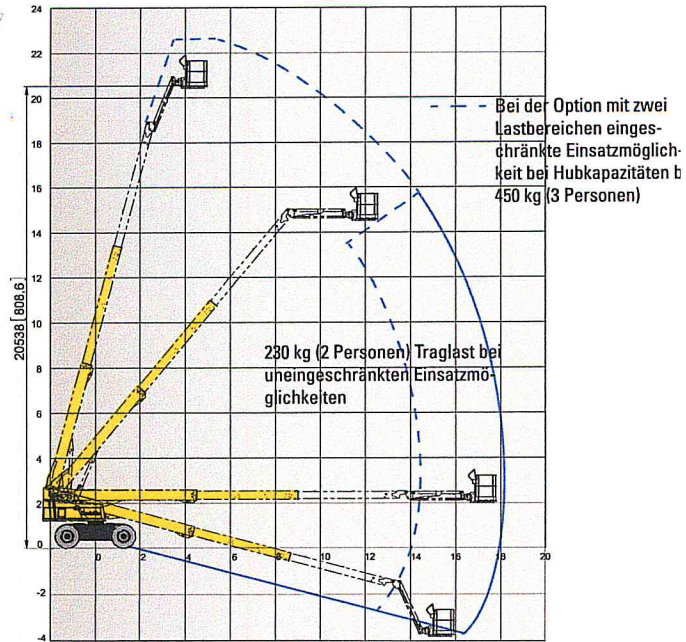 24
22
20
18
16
14
12
10
8
6
4
2
0
-2
-4
20538 [808,6]
Bei der Option mit zwei
Lastbereichen einges-
chränkte Einsatzmöglich-
keit bei Hubkapazitäten b
450 kg (3 Personen)
230 kg (2 Personen) Traglast bei
uneingeschränkten Einsatzmö-
glichkeiten
0 2 4 6 8 10 12 14 16 18 20